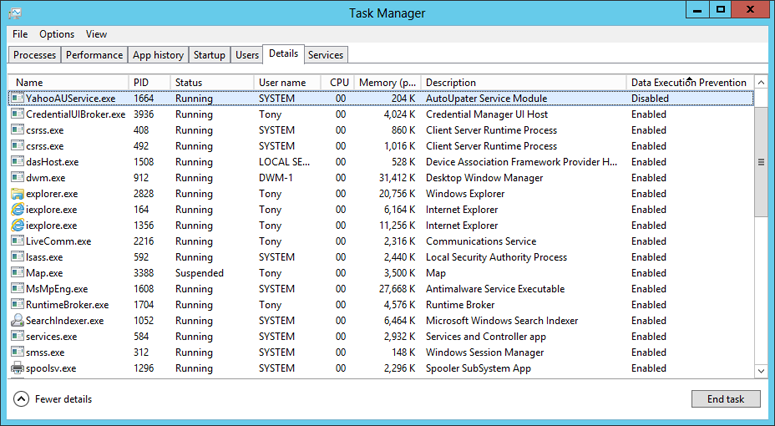 Task Manager
File Options View
Processes Performance App history Startup Users Details Services
Name PID Status User name CPU Memory (p... Description Data Execution Prevention
YahooAUService.exe 1664 Running SYSTEM 00 204 K AutoUpater Service Module Disabled
CredentialUIBroker.exe 3936 Running Tony 00 4,024 K Credential Manager UI Host Enabled
csrss.exe 408 Running SYSTEM 00 860 K Client Server Runtime Process Enabled
csrss.exe 492 Running SYSTEM 00 1,016 K Client Server Runtime Process Enabled
dasHost.exe 1508 Running LOCAL SE... 00 528 K Device Association Framework Provider H... Enabled
dwm.exe 912 Running DWM-1 00 31,412 K Desktop Window Manager Enabled
explorer.exe 2828 Running Tony 00 20,756 K Windows Explorer Enabled
iexplore.exe 164 Running Tony 00 6,164 K Internet Explorer Enabled
iexplore.exe 1356 Running Tony 00 11,256 K Internet Explorer Enabled
LiveComm.exe 2216 Running Tony 00 2,316 K Communications Service Enabled
lsass.exe 592 Running SYSTEM 00 2,440 K Local Security Authority Process Enabled
Map.exe 3388 Suspended Tony 00 3,500 K Map Enabled
MsMpEng.exe 1608 Running SYSTEM 00 27,668 K Antimalware Service Executable Enabled
RuntimeBroker.exe 1704 Running Tony 00 4,576 K Runtime Broker Enabled
SearchIndexer.exe 1052 Running SYSTEM 00 6,464 K Microsoft Windows Search Indexer Enabled
services.exe 584 Running SYSTEM 00 2,932 K Services and Controller app Enabled
smss.exe 312 Running SYSTEM 00 148 K Windows Session Manager Enabled
spoolsv.exe 1296 Running SYSTEM 00 2,296 K Spooler SubSystem App Enabled
Fewer details End task